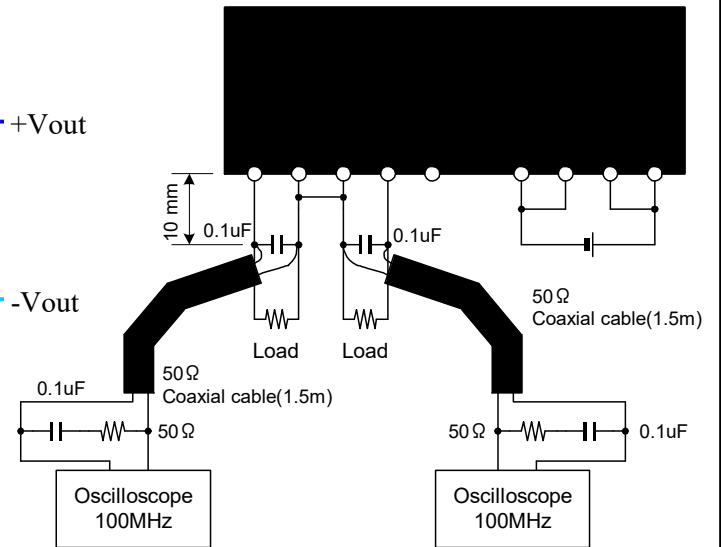 +Vout
10 mm
0.1uF
0.1uF
-Vout
50Ω
Coaxial cable(1.5m)
Load
Load
50Ω
Coaxial cable(1.5m)
0.1uF
50Ω
50Ω
0.1uF
Oscilloscope
100MHz
Oscilloscope
100MHz